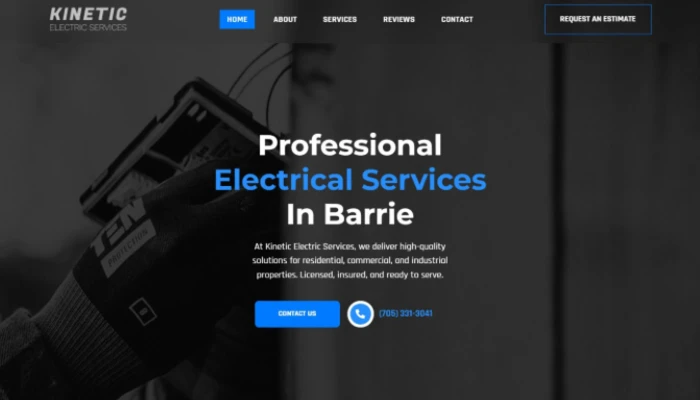 KINETIC
ELECTRIC SERVICES
HOME
ABOUT
SERVICES
REVIEWS
CONTACT
REQUEST AN ESTIMATE
TEN
PROTECTION
Professional
Electrical Services
In Barrie
At Kinetic Electric Services, we deliver high-quality
solutions for residential, commercial, and industrial
properties. Licensed, insured, and ready to serve.
CONTACT US
(705) 331-3041